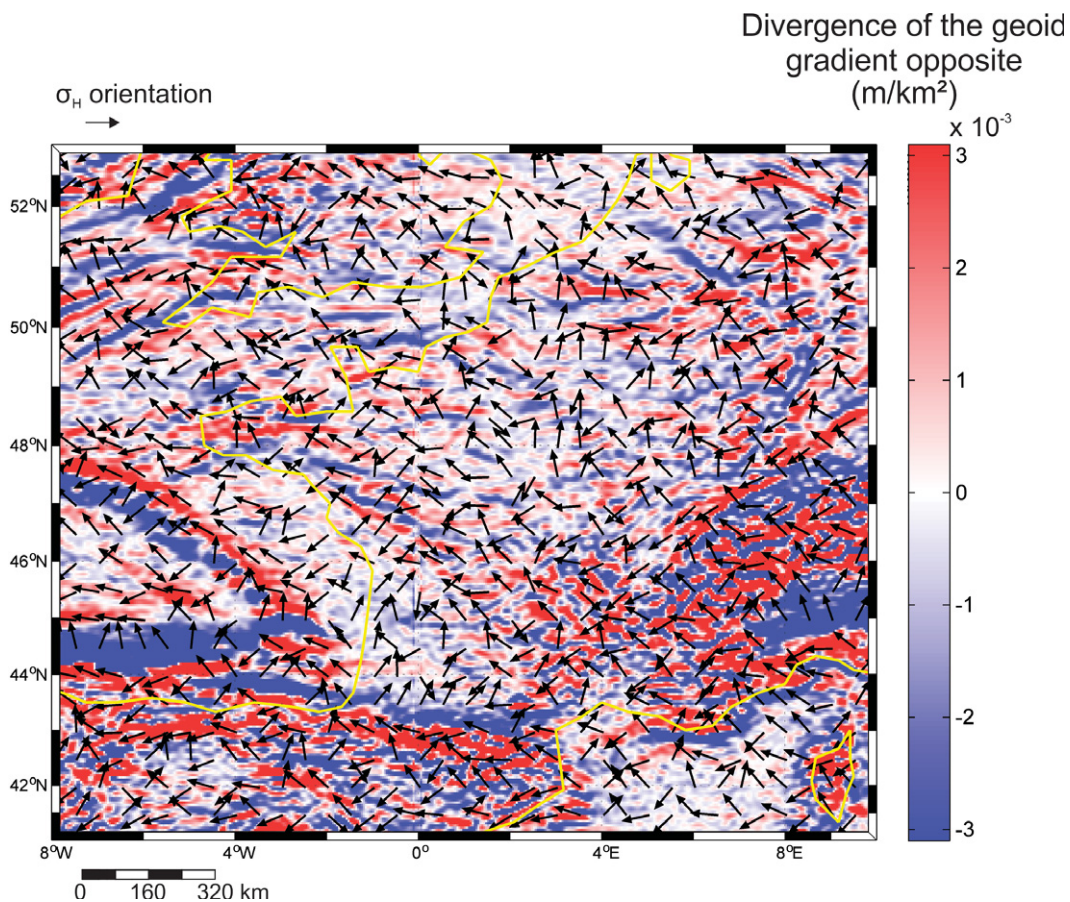 Divergence of the geoid
gradient opposite
(m/km²)
σH orientation
x 10⁻³
3
2
1
0
-1
-2
-3
52°N
50°N
48°N
46°N
44°N
42°N
8°W
4°W
0°
4°E
8°E
0
160
320 km